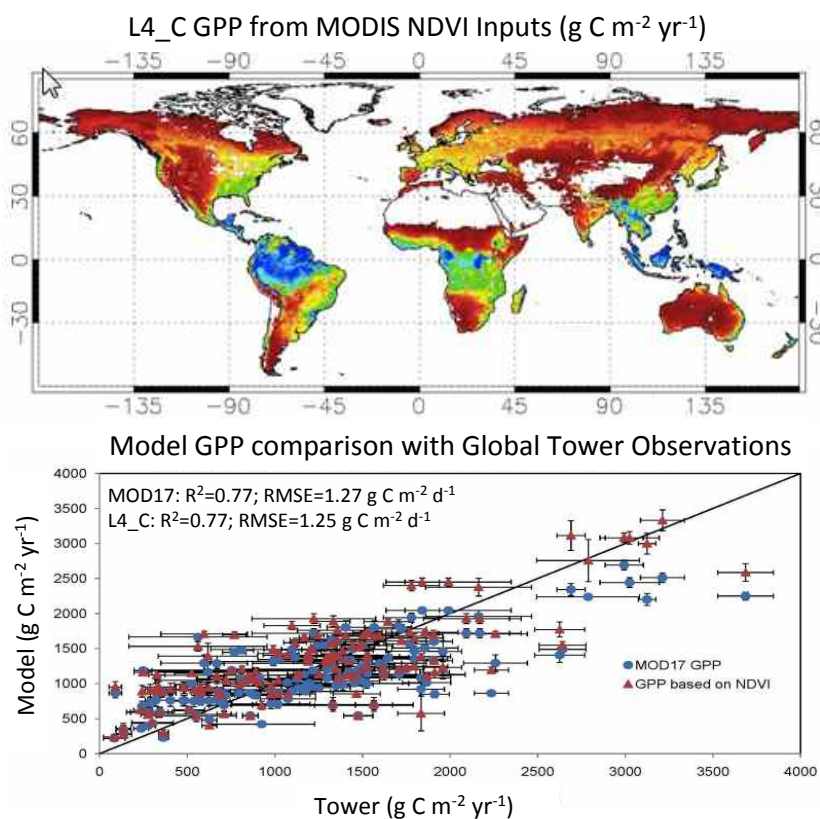 L4_C GPP from MODIS NDVI Inputs (g C m⁻² yr⁻¹)
−135 −90 −45 0 45 90 135
60 60
30 30
0 0
−30 −30
−135 −90 −45 0 45 90 135
Model GPP comparison with Global Tower Observations
MOD17: R²=0.77; RMSE=1.27 g C m⁻² d⁻¹
L4_C: R²=0.77; RMSE=1.25 g C m⁻² d⁻¹
4000
3500
3000
2500
2000
1500
1000
500
0
Model (g C m⁻² yr⁻¹)
MOD17 GPP
GPP based on NDVI
0 500 1000 1500 2000 2500 3000 3500 4000
Tower (g C m⁻² yr⁻¹)